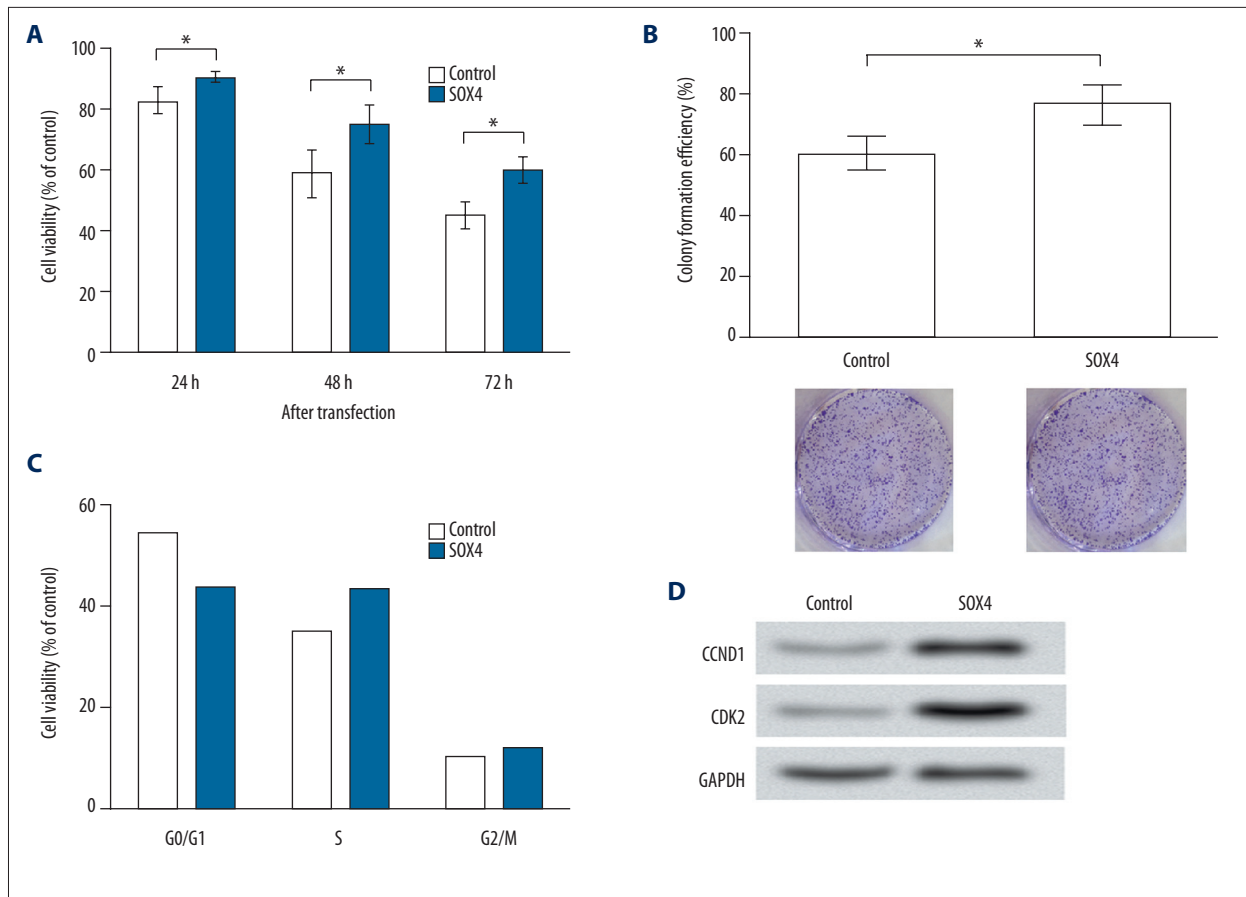 A
100
80
60
40
20
0
Cell viability (% of control)
*
*
*
Control
SOX4
24 h
48 h
72 h
After transfection
B
100
80
60
40
20
0
Colony formation efficiency (%)
*
Control
SOX4
C
60
40
20
0
Cell viability (% of control)
Control
SOX4
G0/G1
S
G2/M
D
Control
SOX4
CCND1
CDK2
GAPDH